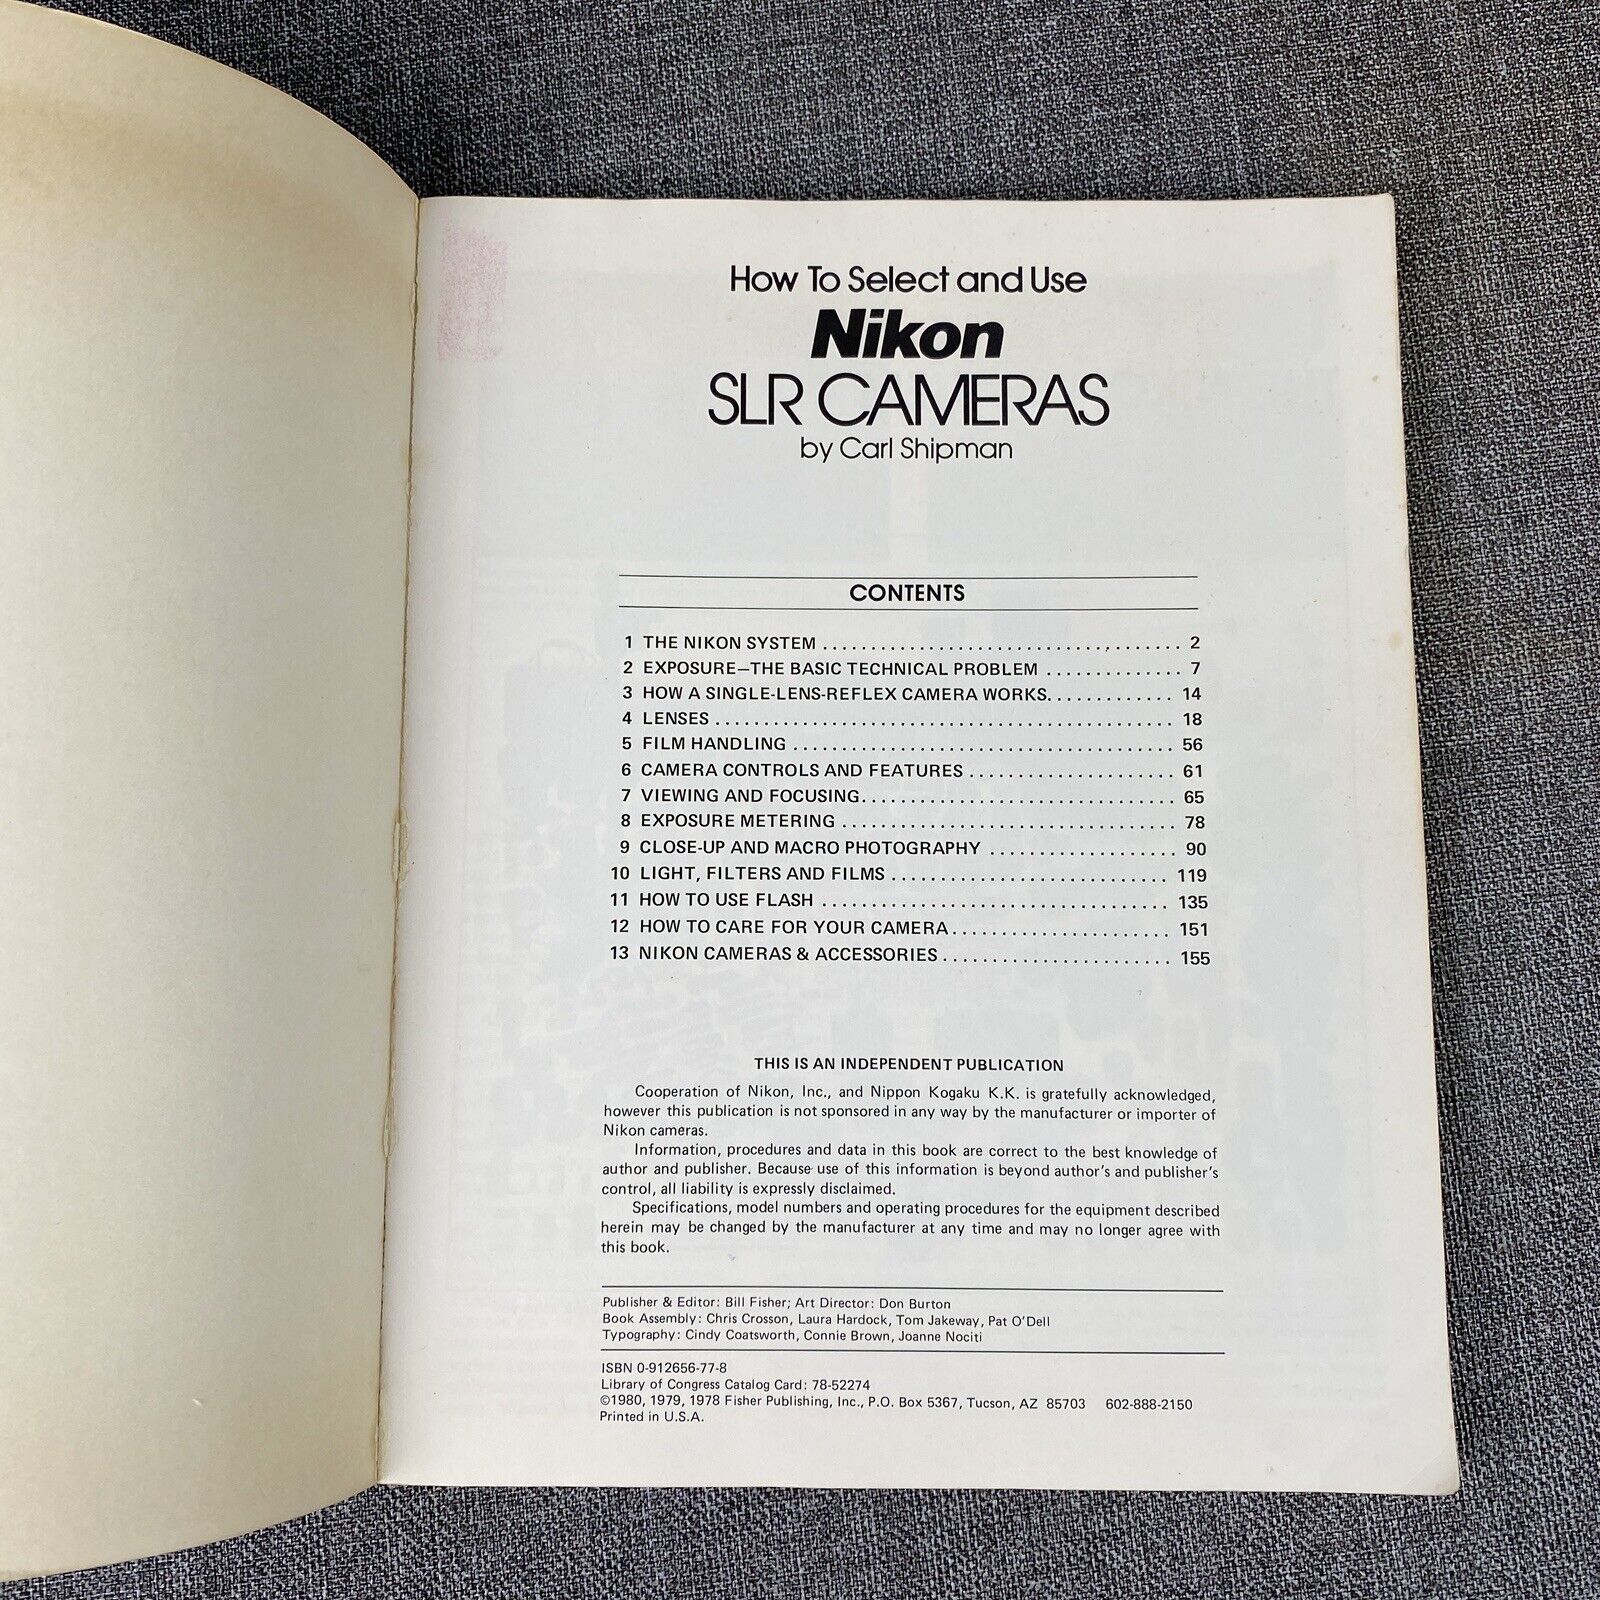 How To Select and Use
Nikon
SLR CAMERAS
by Carl Shipman
CONTENTS
1 THE NIKON SYSTEM . . . . . . . . . . . . . . . . . . . . . . . . . . . . . . . . . . . . . 2
2 EXPOSURE—THE BASIC TECHNICAL PROBLEM . . . . . . . . . . . . . . 7
3 HOW A SINGLE-LENS-REFLEX CAMERA WORKS. . . . . . . . . . . . . 14
4 LENSES . . . . . . . . . . . . . . . . . . . . . . . . . . . . . . . . . . . . . . . . . . . . . . . 18
5 FILM HANDLING . . . . . . . . . . . . . . . . . . . . . . . . . . . . . . . . . . . . . . . 56
6 CAMERA CONTROLS AND FEATURES . . . . . . . . . . . . . . . . . . . . . 61
7 VIEWING AND FOCUSING. . . . . . . . . . . . . . . . . . . . . . . . . . . . . . . . 65
8 EXPOSURE METERING . . . . . . . . . . . . . . . . . . . . . . . . . . . . . . . . . . 78
9 CLOSE-UP AND MACRO PHOTOGRAPHY . . . . . . . . . . . . . . . . . . . 90
10 LIGHT, FILTERS AND FILMS . . . . . . . . . . . . . . . . . . . . . . . . . . . . 119
11 HOW TO USE FLASH . . . . . . . . . . . . . . . . . . . . . . . . . . . . . . . . . . . 135
12 HOW TO CARE FOR YOUR CAMERA . . . . . . . . . . . . . . . . . . . . . . . 151
13 NIKON CAMERAS & ACCESSORIES . . . . . . . . . . . . . . . . . . . . . . . 155
THIS IS AN INDEPENDENT PUBLICATION
Cooperation of Nikon, Inc., and Nippon Kogaku K.K. is gratefully acknowledged,
however this publication is not sponsored in any way by the manufacturer or importer of
Nikon cameras.
Information, procedures and data in this book are correct to the best knowledge of
author and publisher. Because use of this information is beyond author's and publisher's
control, all liability is expressly disclaimed.
Specifications, model numbers and operating procedures for the equipment described
herein may be changed by the manufacturer at any time and may no longer agree with
this book.
Publisher & Editor: Bill Fisher; Art Director: Don Burton
Book Assembly: Chris Crosson, Laura Hardock, Tom Jakeway, Pat O'Dell
Typography: Cindy Coatsworth, Connie Brown, Joanne Nociti
ISBN 0-912656-77-8
Library of Congress Catalog Card: 78-52274
©1980, 1979, 1978 Fisher Publishing, Inc., P.O. Box 5367, Tucson, AZ 85703 602-888-2150
Printed in U.S.A.